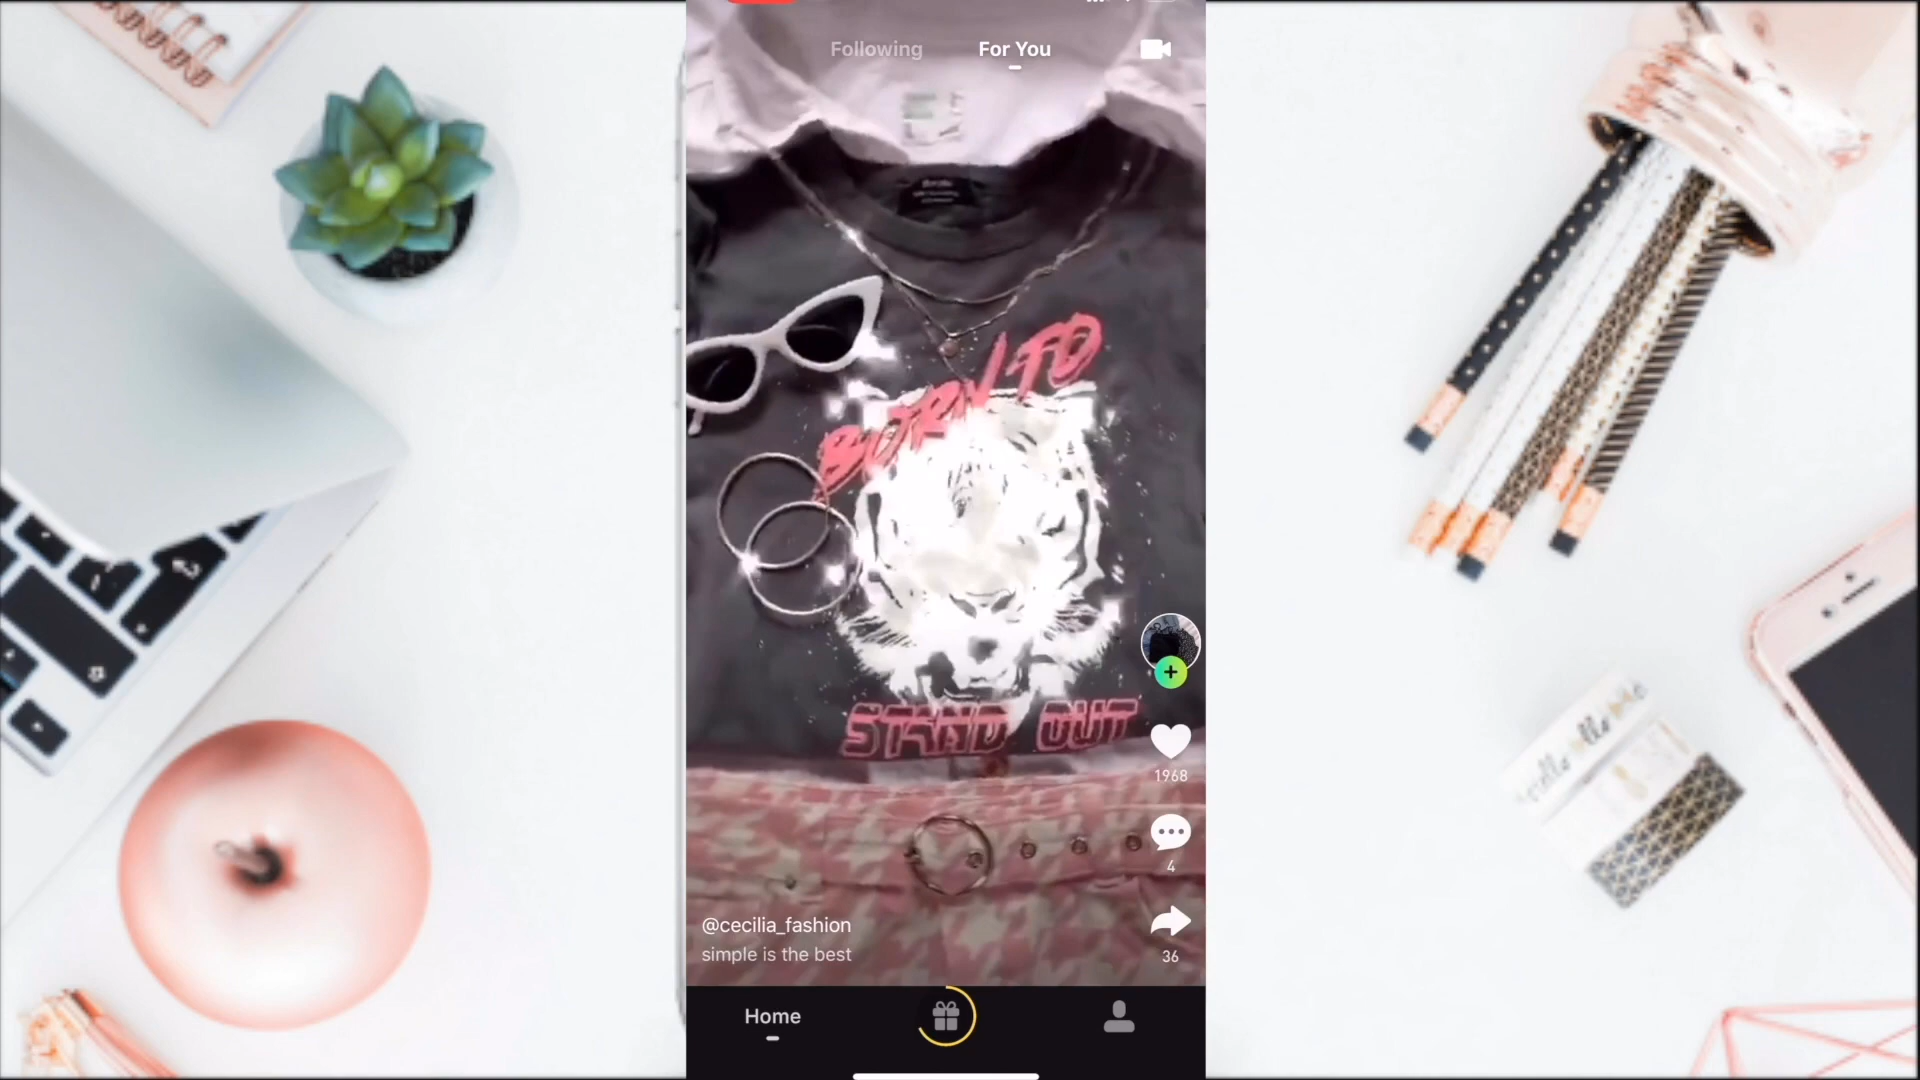 Following
For You
BORN TO
STAND OUT
1968
4
36
@cecilia_fashion
simple is the best
Home